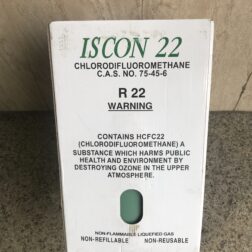 ISCON 22
CHLORODIFLUOROMETHANE
C.A.S. NO. 75-45-6
R 22
WARNING
CONTAINS HCFC22
(CHLORODIFLUOROMETHANE) A
SUBSTANCE WHICH HARMS PUBLIC
HEALTH AND ENVIRONMENT BY
DESTROYING OZONE IN THE UPPER
ATMOSPHERE.
NON-FLAMMABLE LIQUEFIED GAS
NON-REFILLABLE NON-REUSABLE